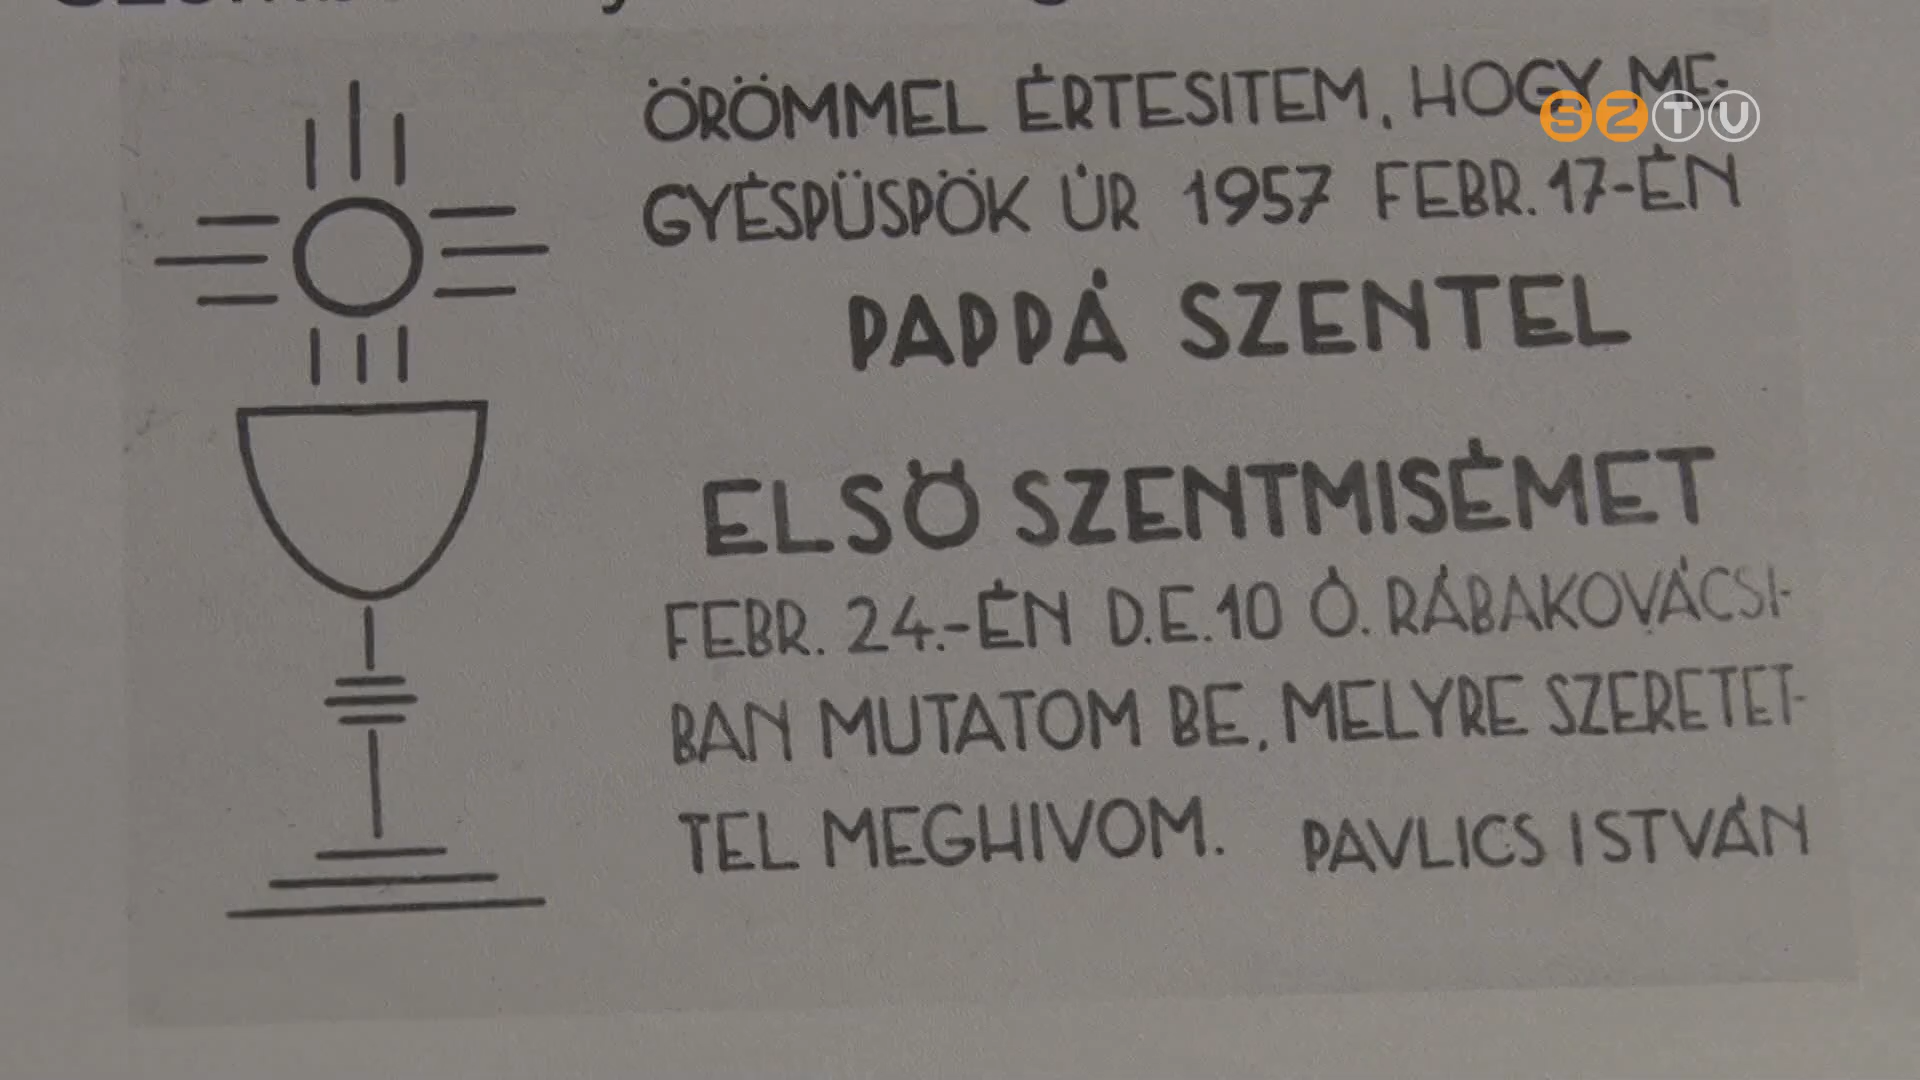 ÖRÖMMEL ÉRTESITEM, HOGY ME-
SZTV
GYÉSPÜSPÖK ÚR 1957 FEBR. 17-ÉN
PAPPÁ SZENTEL
ELSŐ SZENTMISÉMET
FEBR. 24.-ÉN D.E. 10 Ó. RÁBAKOVÁCSI-
BAN MUTATOM BE, MELYRE SZERETET-
TEL MEGHIVOM. PAVLICS ISTVÁN